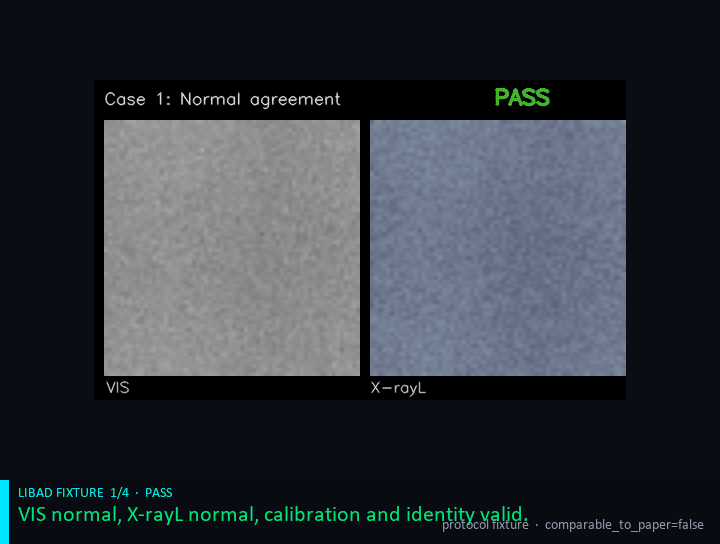 Case 1: Normal agreement
PASS
VIS
X-rayL
LIBAD FIXTURE 1/4 · PASS
VIS normal, X-rayL normal, calibration and identity valid.
protocol fixture · comparable_to_paper=false